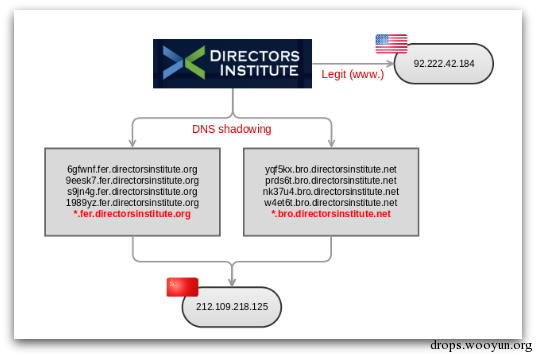 DIRECTORS
INSTITUTE
Legit (www.)
92.222.42.184
DNS shadowing
6gfwnf.fer.directorsinstitute.org
9eesk7.fer.directorsinstitute.org
s9jn4g.fer.directorsinstitute.org
1989yz.fer.directorsinstitute.org
*.fer.directorsinstitute.org
yqf5kx.bro.directorsinstitute.net
prds6t.bro.directorsinstitute.net
nk37u4.bro.directorsinstitute.net
w4et6t.bro.directorsinstitute.net
*.bro.directorsinstitute.net
212.109.218.125
drops.wooyun.org